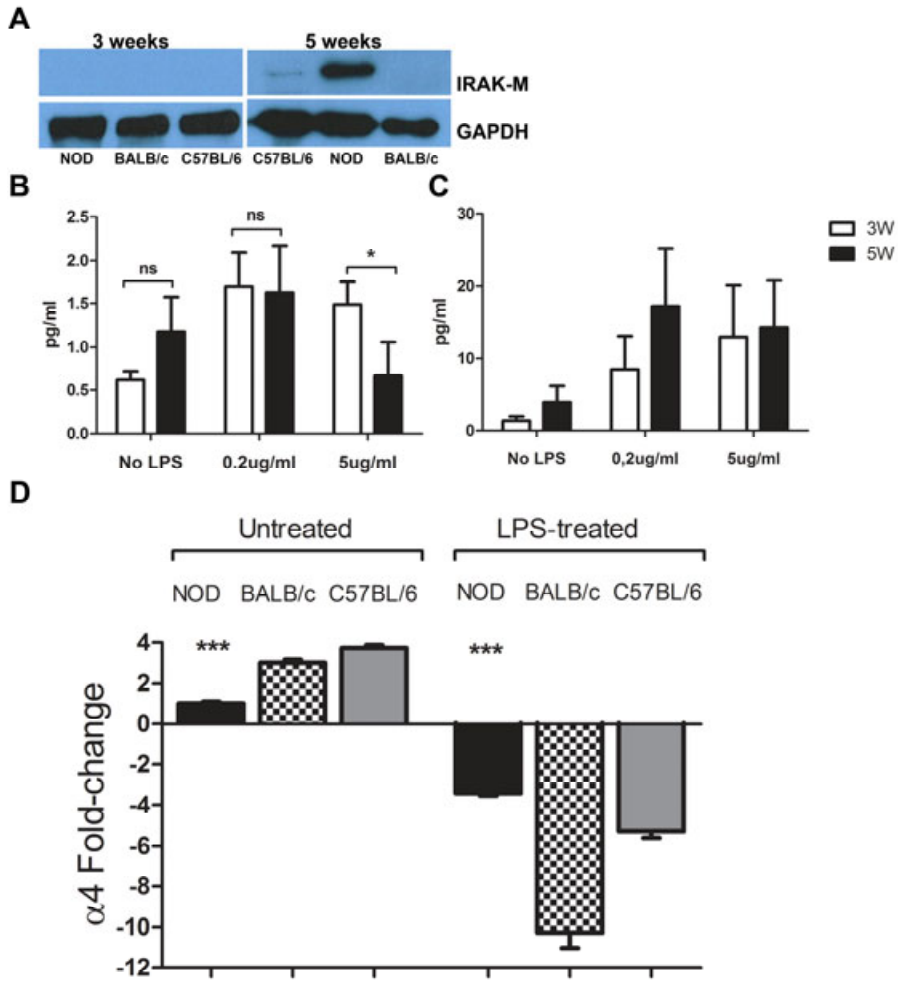 A
3 weeks 5 weeks
IRAK-M
GAPDH
NOD BALB/c C57BL/6 C57BL/6 NOD BALB/c
B
2.5
2.0
1.5
1.0
0.5
0.0
pg/ml
ns
ns
*
No LPS 0.2ug/ml 5ug/ml
C
30
20
10
0
pg/ml
No LPS 0,2ug/ml 5ug/ml
3W
5W
D
Untreated LPS-treated
NOD BALB/c C57BL/6 NOD BALB/c C57BL/6
*** ***
4
2
0
-2
-4
-6
-8
-10
-12
α4 Fold-change